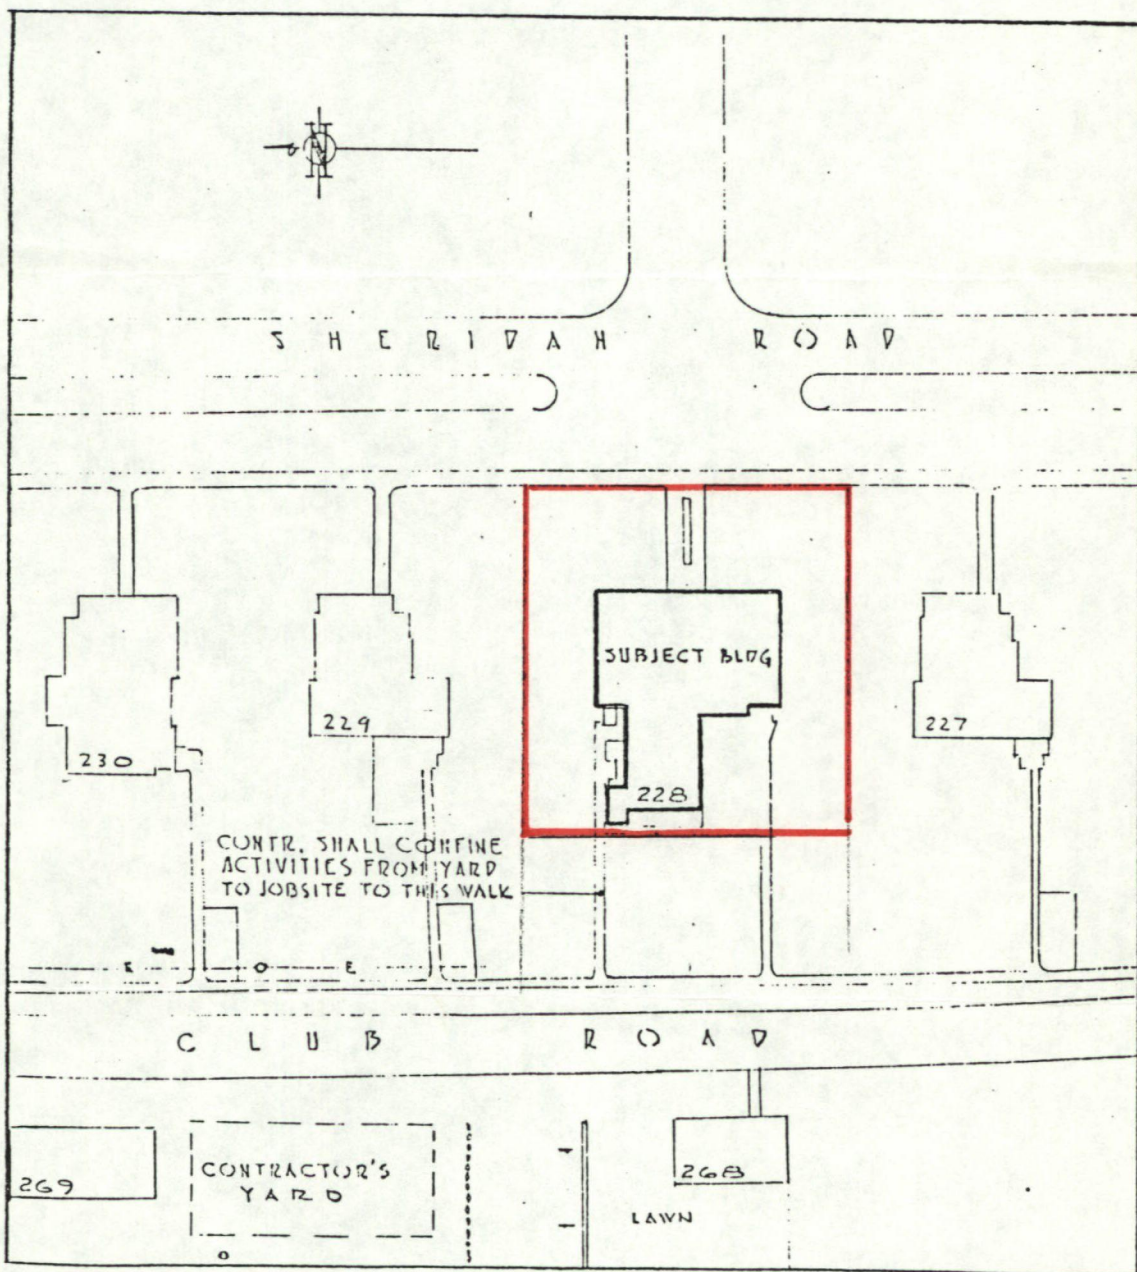 N
SHERIDAN ROAD
SUBJECT BLDG
229
227
230
228
CONTR. SHALL CONFINE
ACTIVITIES FROM YARD
TO JOBSITE TO THIS WALK
E O E
CLUB ROAD
269
CONTRACTOR'S
YARD
268
LAWN